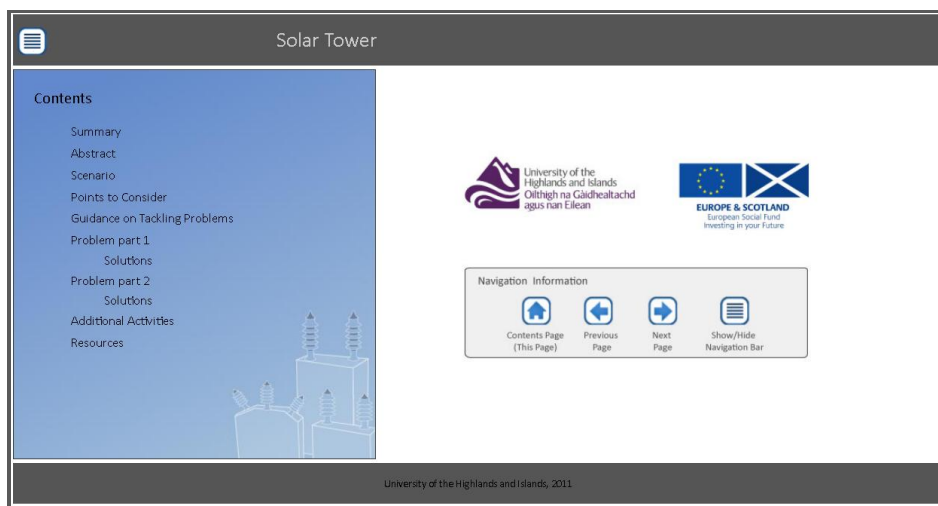 Solar Tower
Contents
Summary
Abstract
Scenario
Points to Consider
Guidance on Tackling Problems
Problem part 1
Solutions
Problem part 2
Solutions
Additional Activities
Resources
University of the
Highlands and Islands
Oilthigh na Gàidhealtachd
agus nan Eilean
EUROPE & SCOTLAND
European Social Fund
Investing in your Future
Navigation Information
Contents Page
(This Page)
Previous
Page
Next
Page
Show/Hide
Navigation Bar
University of the Highlands and Islands, 2011